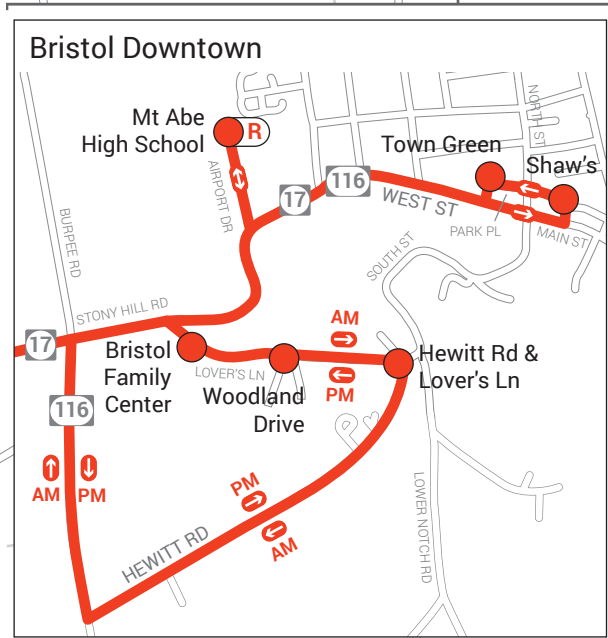 Bristol Downtown
Mt Abe
High School
R
AIRPORT DR
NORTH ST
Town Green
Shaw's
116
17
WEST ST
PARK PL
MAIN ST
BURPEE RD
SOUTH ST
STONY HILL RD
17
AM
PM
Bristol
Family
Center
LOVER'S LN
Woodland
Drive
Hewitt Rd &
Lover's Ln
116
AM
PM
PM
AM
HEWITT RD
LOWER NOTCH RD